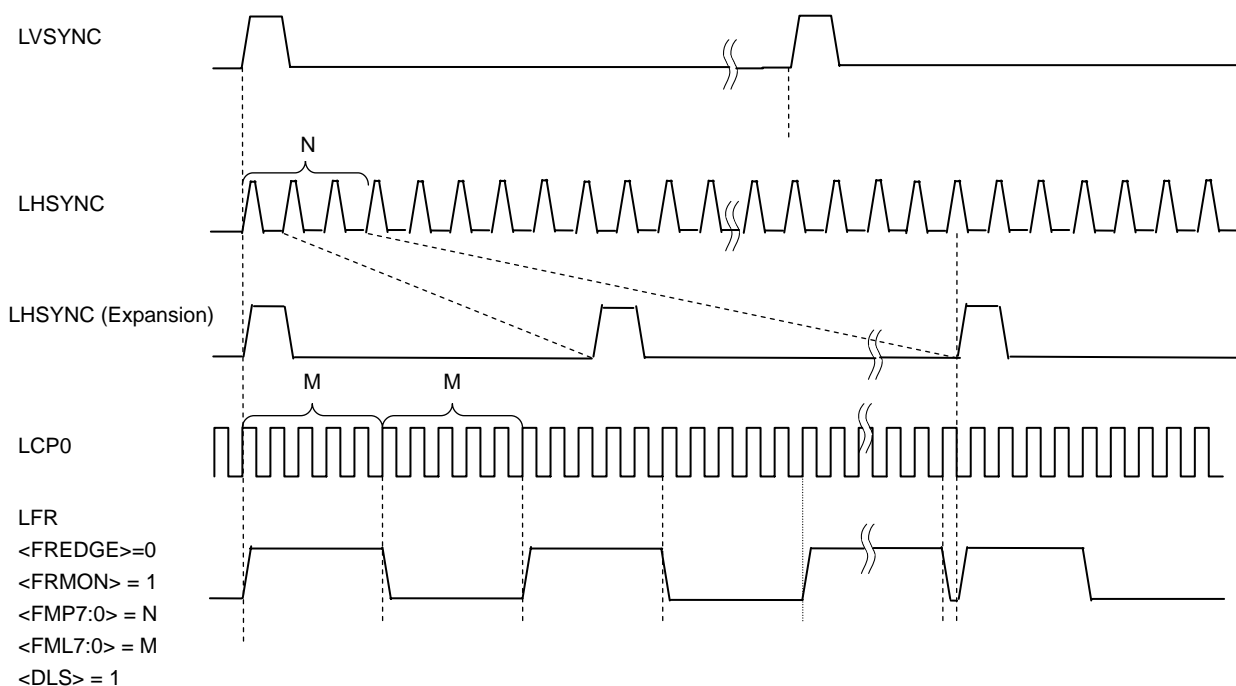 LVSYNC
N
LHSYNC
LHSYNC (Expansion)
M
M
LCP0
LFR
<FREDGE>=0
<FRMON> = 1
<FMP7:0> = N
<FML7:0> = M
<DLS> = 1